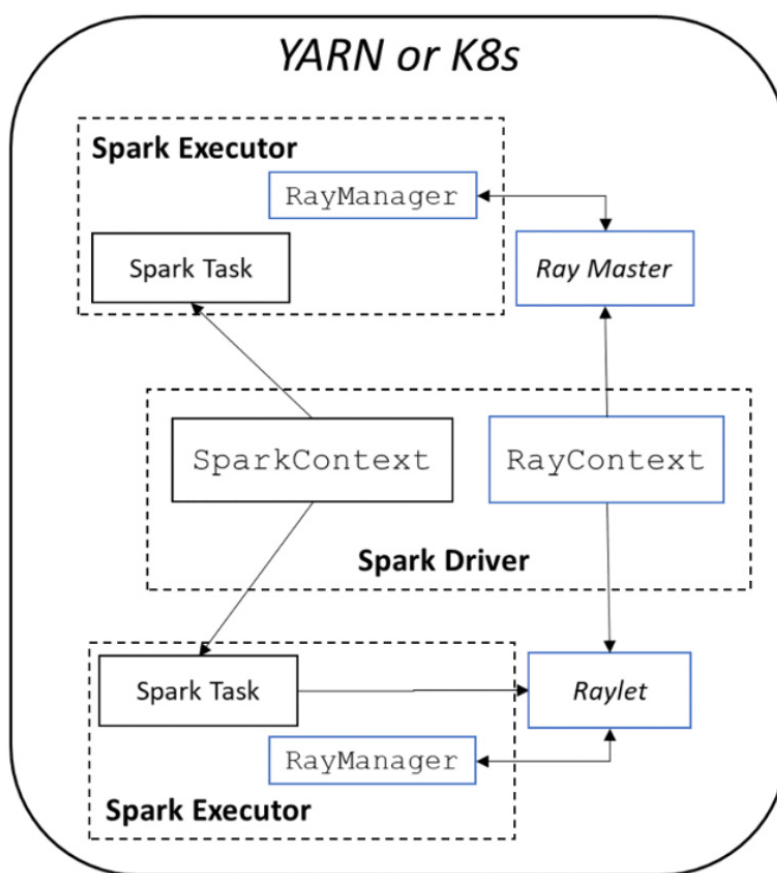 YARN or K8s
Spark Executor
RayManager
Spark Task
Ray Master
SparkContext
RayContext
Spark Driver
Spark Task
Raylet
RayManager
Spark Executor